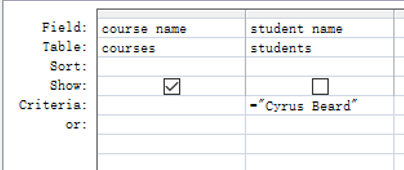 Field: course name student name
Table: courses students
Sort:
Show:
Criteria: ="Cyrus Beard"
or: